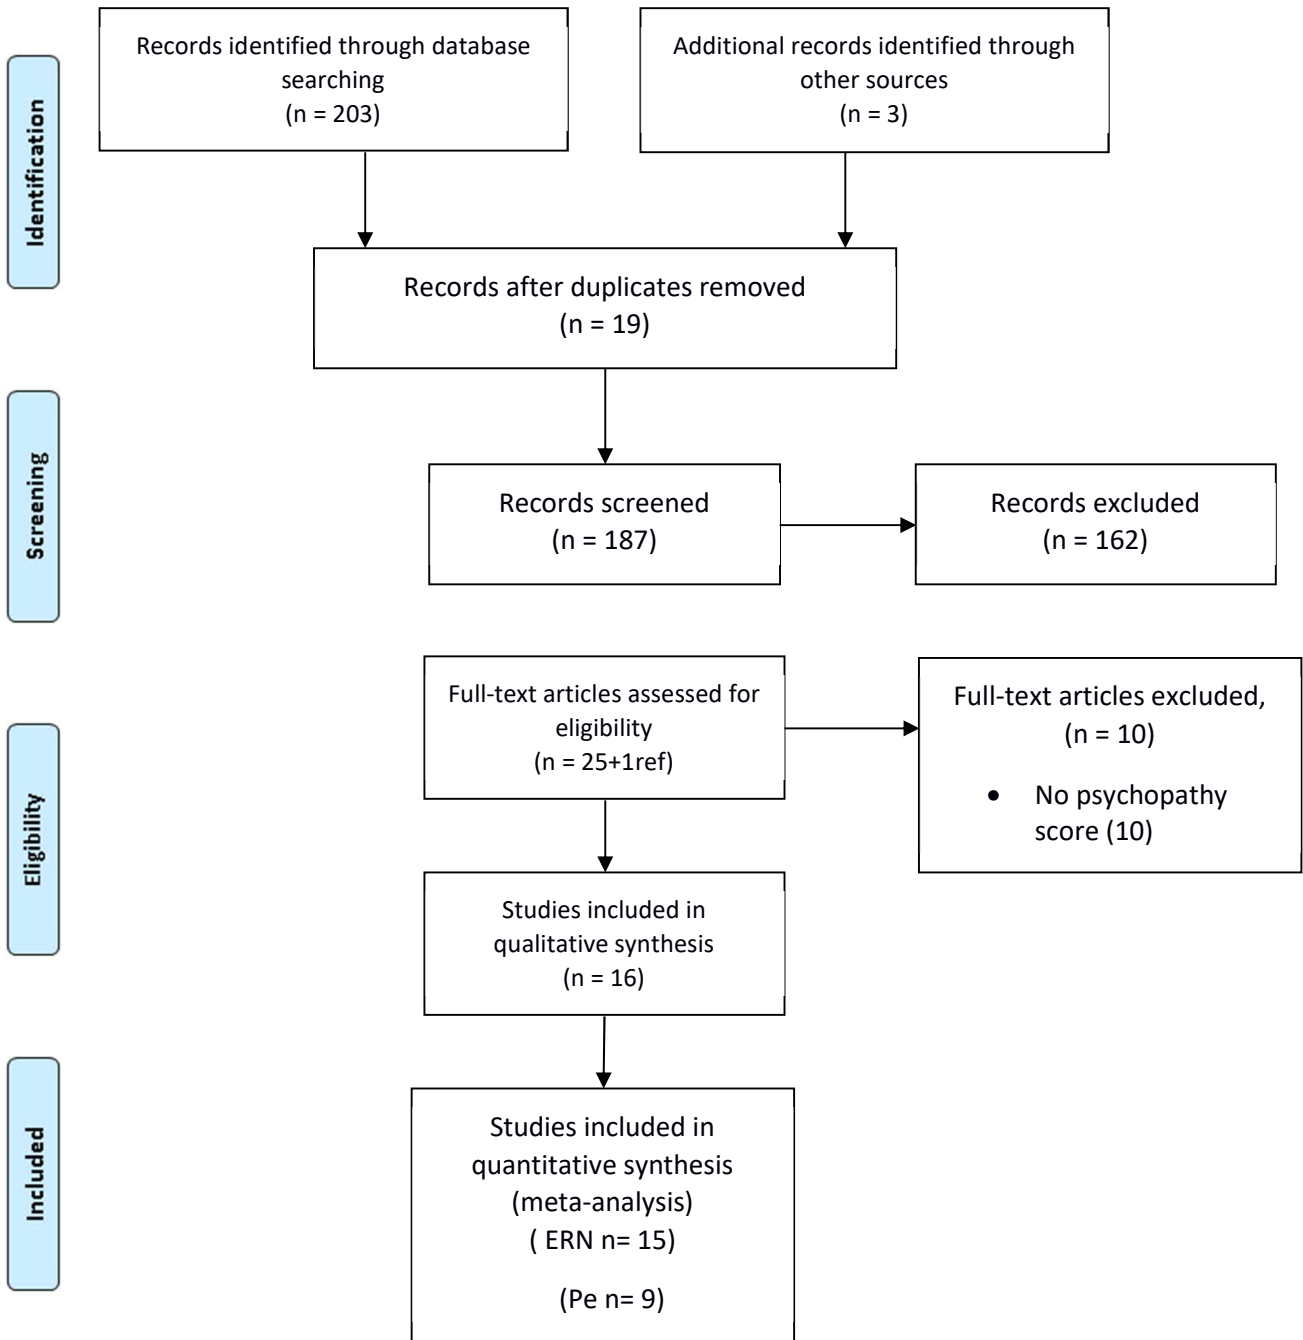 Identification
Records identified through database
searching
(n = 203)
Additional records identified through
other sources
(n = 3)
Records after duplicates removed
(n = 19)
Screening
Records screened
(n = 187)
Records excluded
(n = 162)
Eligibility
Full-text articles assessed for
eligibility
(n = 25+1ref)
Full-text articles excluded,
(n = 10)
• No psychopathy
score (10)
Studies included in
qualitative synthesis
(n = 16)
Included
Studies included in
quantitative synthesis
(meta-analysis)
( ERN n= 15)
(Pe n= 9)